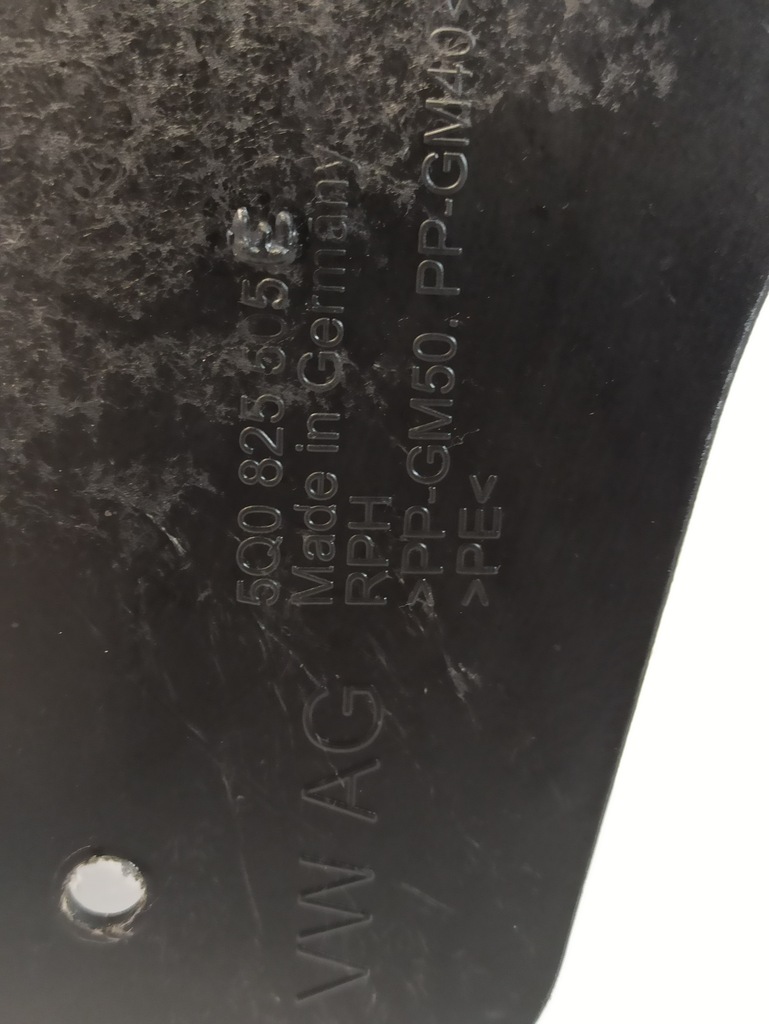 VW AG
5Q0 825 505 E
Made in Germany
RPH
>PP-GM50. PP-GM40<
>PE<